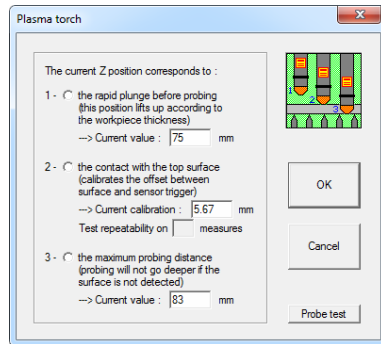 Plasma torch
The current Z position corresponds to :
1 - the rapid plunge before probing
(this position lifts up according to
the workpiece thickness)
---> Current value : 75 mm
2 - the contact with the top surface
(calibrates the offset between
surface and sensor trigger)
---> Current calibration : 5.67 mm
Test repeatability on measures
3 - the maximum probing distance
(probing will not go deeper if the
surface is not detected)
---> Current value : 83 mm
1
2
3
OK
Cancel
Probe test